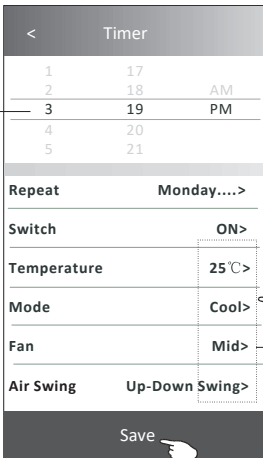 < Timer
1 17
2 18 AM
3 19 PM
4 20
5 21
Repeat Monday....>
Switch ON>
Temperature 25℃>
Mode Cool>
Fan Mid>
Air Swing Up-Down Swing>
Save